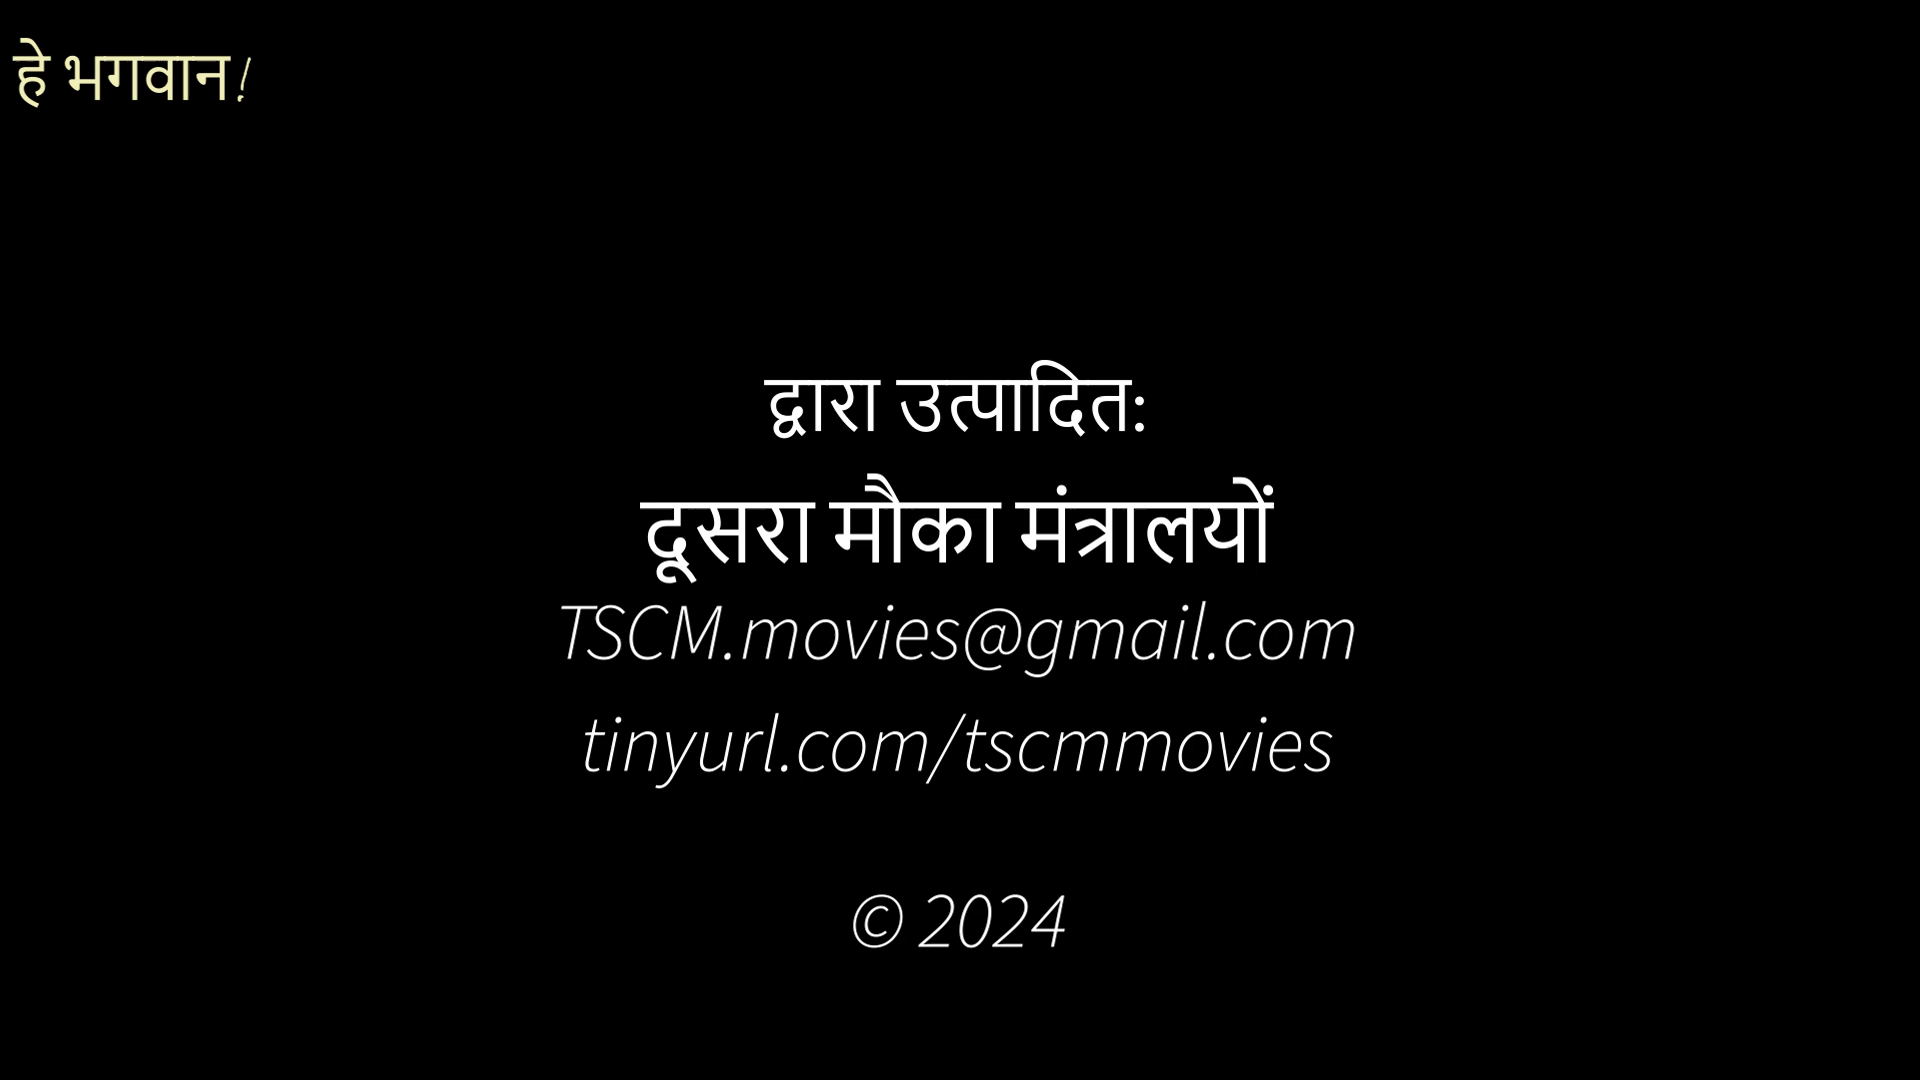 हे भगवान!
द्वारा उत्पादित:
दूसरा मौका मंत्रालयों
TSCM.movies@gmail.com
tinyurl.com/tscmmovies
© 2024